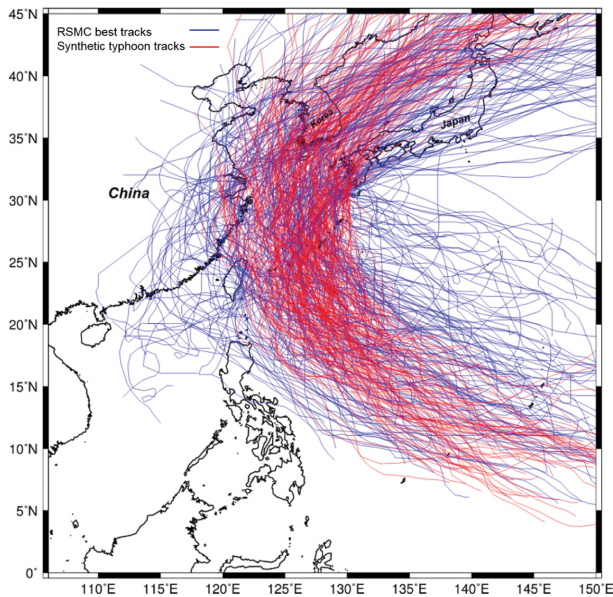 RSMC best tracks
Synthetic typhoon tracks
45˚N
40˚N
35˚N
30˚N
25˚N
20˚N
15˚N
10˚N
5˚N
0˚
Korea
Japan
China
110˚E 115˚E 120˚E 125˚E 130˚E 135˚E 140˚E 145˚E 150˚E